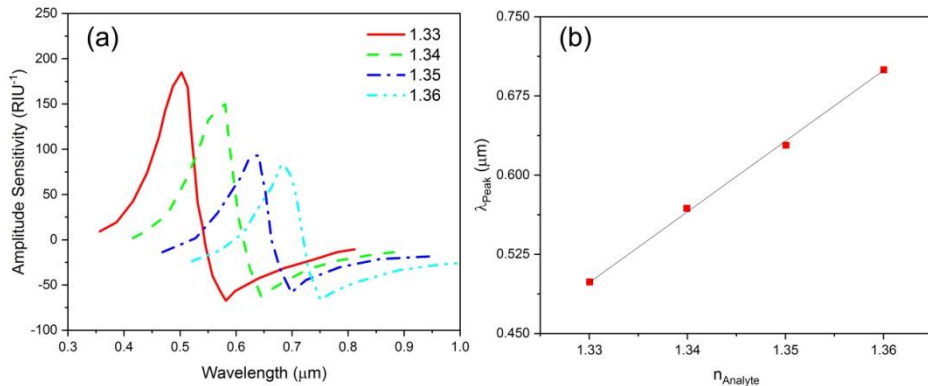 (a)
1.33
1.34
1.35
1.36
250
200
150
100
50
0
-50
-100
Amplitude Sensitivity (RIU⁻¹)
0.3 0.4 0.5 0.6 0.7 0.8 0.9 1.0
Wavelength (μm)
(b)
0.750
0.675
0.600
0.525
0.450
λPeak (μm)
1.33 1.34 1.35 1.36
nAnalyte